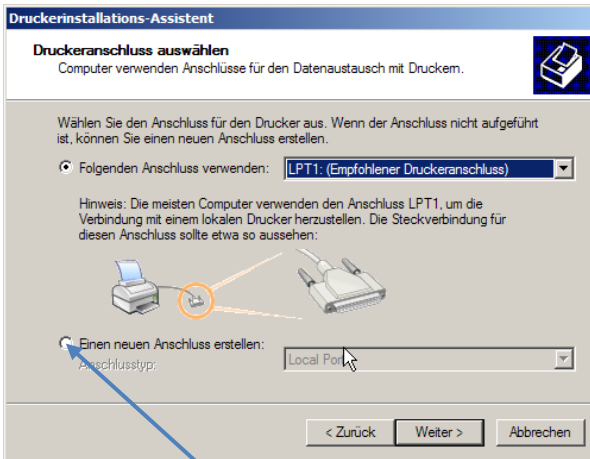 Druckerinstallations-Assistent
Druckeranschluss auswählen
Computer verwenden Anschlüsse für den Datenaustausch mit Druckern.
Wählen Sie den Anschluss für den Drucker aus. Wenn der Anschluss nicht aufgeführt
ist, können Sie einen neuen Anschluss erstellen.
Folgenden Anschluss verwenden: LPT1: (Empfohlener Druckeranschluss)
Hinweis: Die meisten Computer verwenden den Anschluss LPT1, um die
Verbindung mit einem lokalen Drucker herzustellen. Die Steckverbindung für
diesen Anschluss sollte etwa so aussehen:
Einen neuen Anschluss erstellen:
Anschlusstyp: Local Port
< Zurück Weiter > Abbrechen